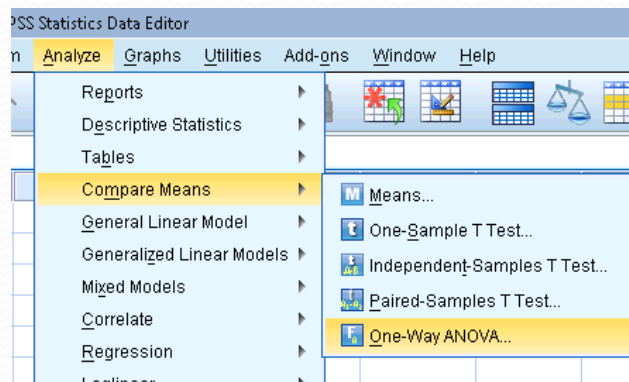 PSS Statistics Data Editor
m Analyze Graphs Utilities Add-ons Window Help
Reports
Descriptive Statistics
Tables
Compare Means
General Linear Model
Generalized Linear Models
Mixed Models
Correlate
Regression
Loglinear
M Means...
t One-Sample T Test...
A-B Independent-Samples T Test...
Paired-Samples T Test...
One-Way ANOVA...